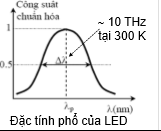 Công suất
chuẩn hóa
~ 10 THz
tại 300 K
1
0.5
Δλ
λp
λ(nm)
Đặc tính phổ của LED